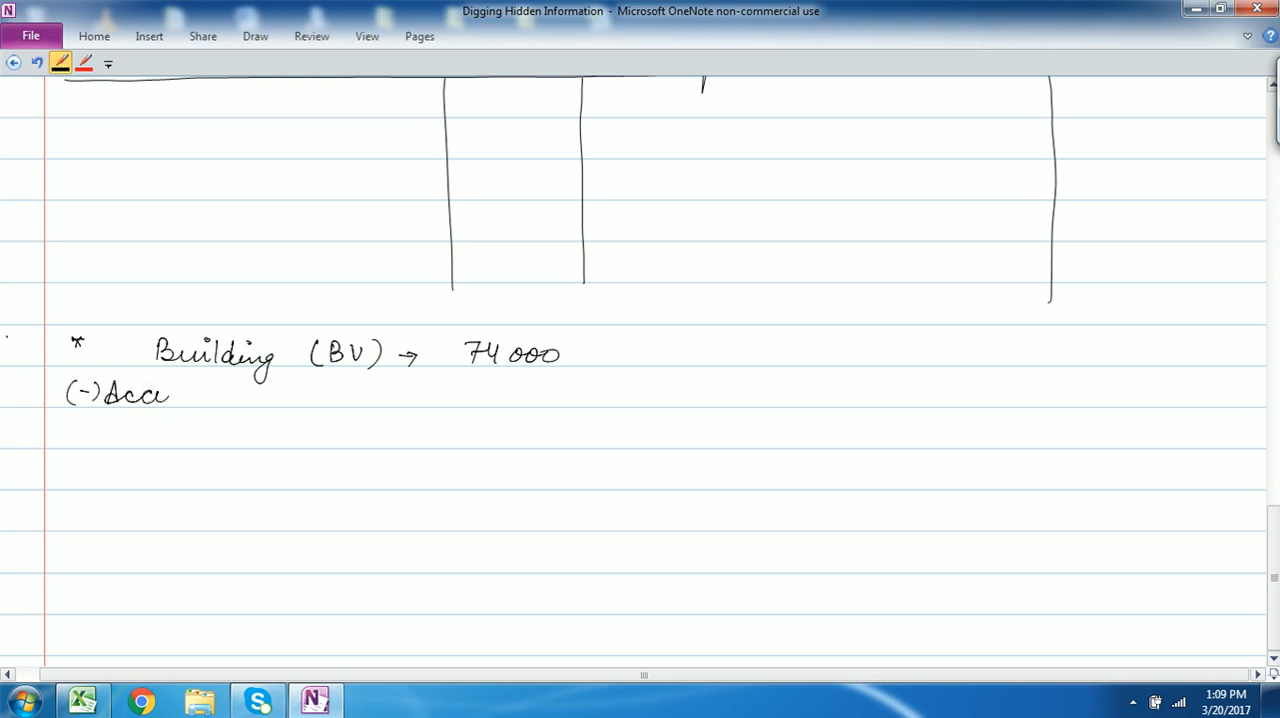 Digging Hidden Information - Microsoft OneNote non-commercial use
File Home Insert Share Draw Review View Pages
* Building (BV) → 74000
(-) Acc
1:09 PM
3/20/2017